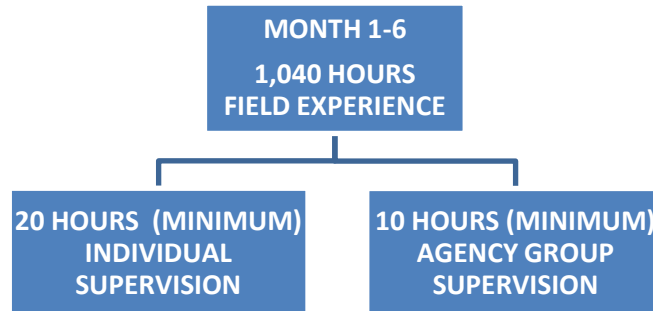 MONTH 1-6
1,040 HOURS
FIELD EXPERIENCE
20 HOURS (MINIMUM)
INDIVIDUAL
SUPERVISION
10 HOURS (MINIMUM)
AGENCY GROUP
SUPERVISION